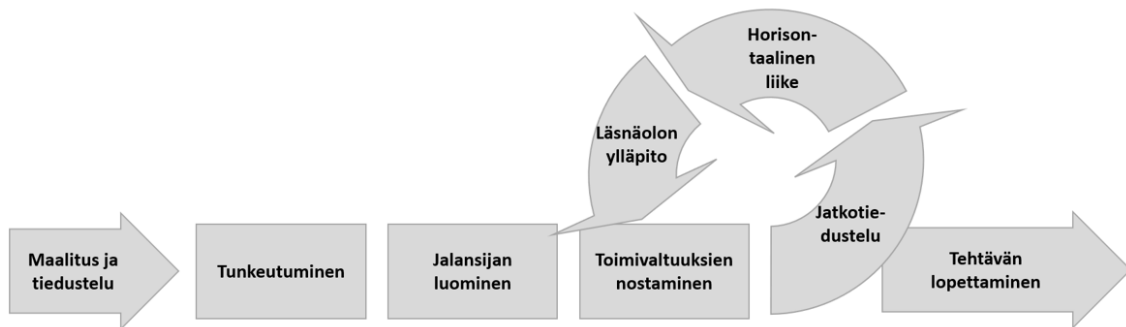 Maalitus ja
tiedustelu
Tunkeutuminen
Jalansijan
luominen
Toimivaltuuksien
nostaminen
Jatkotie-
dustelu
Horison-
taalinen
liike
Läsnäolon
ylläpito
Tehtävän
lopettaminen